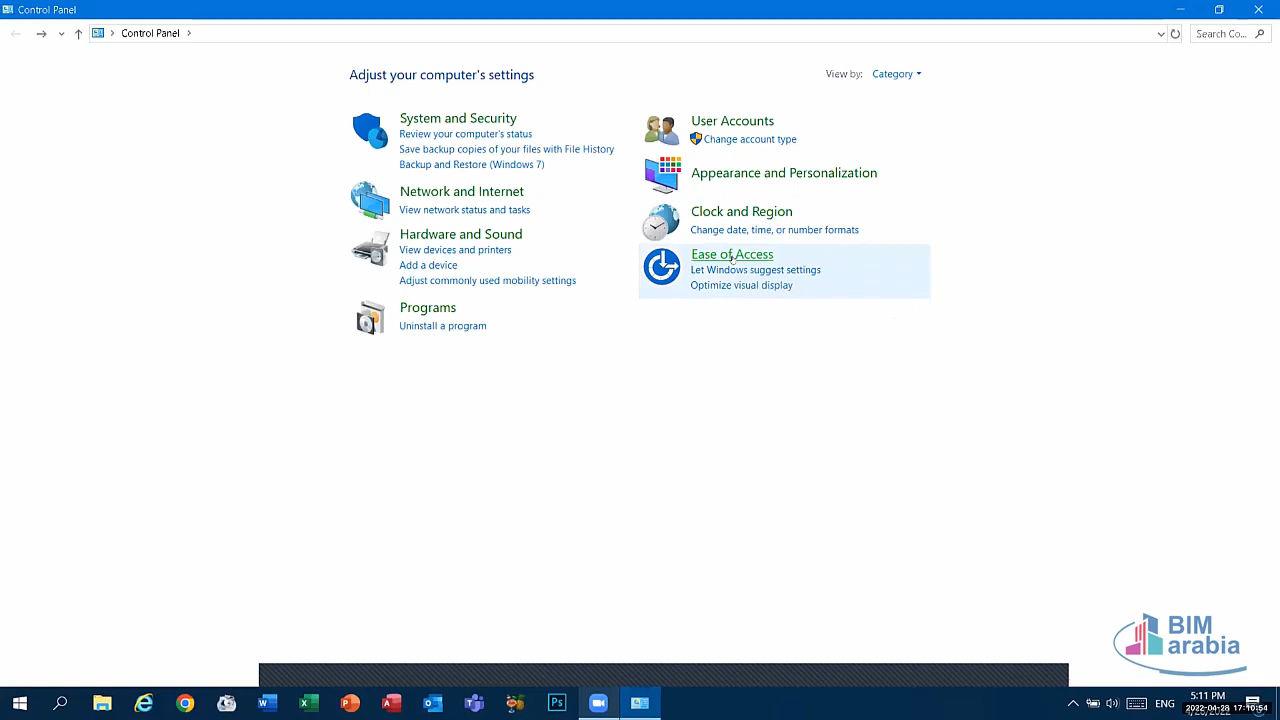 Control Panel
Control Panel
Search Co...
Adjust your computer's settings
View by: Category
System and Security
Review your computer's status
Save backup copies of your files with File History
Backup and Restore (Windows 7)
Network and Internet
View network status and tasks
Hardware and Sound
View devices and printers
Add a device
Adjust commonly used mobility settings
Programs
Uninstall a program
User Accounts
Change account type
Appearance and Personalization
Clock and Region
Change date, time, or number formats
Ease of Access
Let Windows suggest settings
Optimize visual display
BIM
arabia
ENG
5:11 PM
2022-04-28 17:10:54